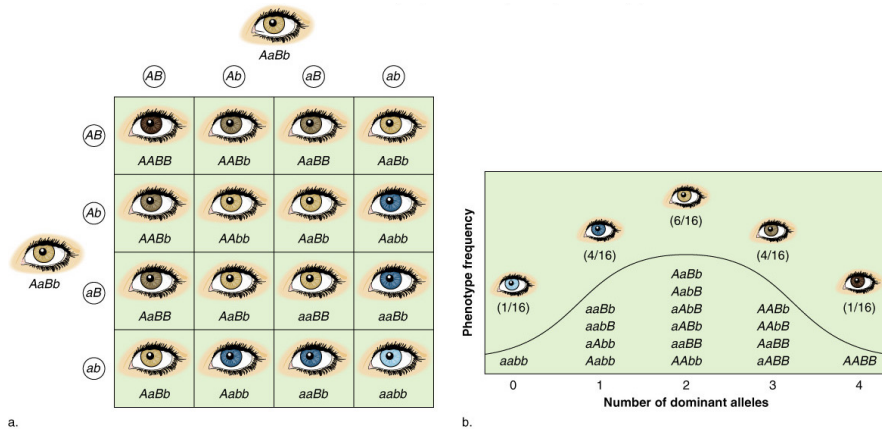 AaBb
AB Ab aB ab
AB
AABB AABb AaBB AaBb
Ab
AABb AAbb AaBb Aabb
AaBb
aB
AaBB AaBb aaBB aaBb
ab
AaBb Aabb aaBb aabb
a.
Phenotype frequency
(6/16)
(4/16) (4/16)
(1/16) (1/16)
AaBb
AabB
aaBb aAbB AABb
aabB aABb AAbB
aAbb aaBB AaBB
aabb Aabb AAbb aABB AABB
0 1 2 3 4
Number of dominant alleles
b.